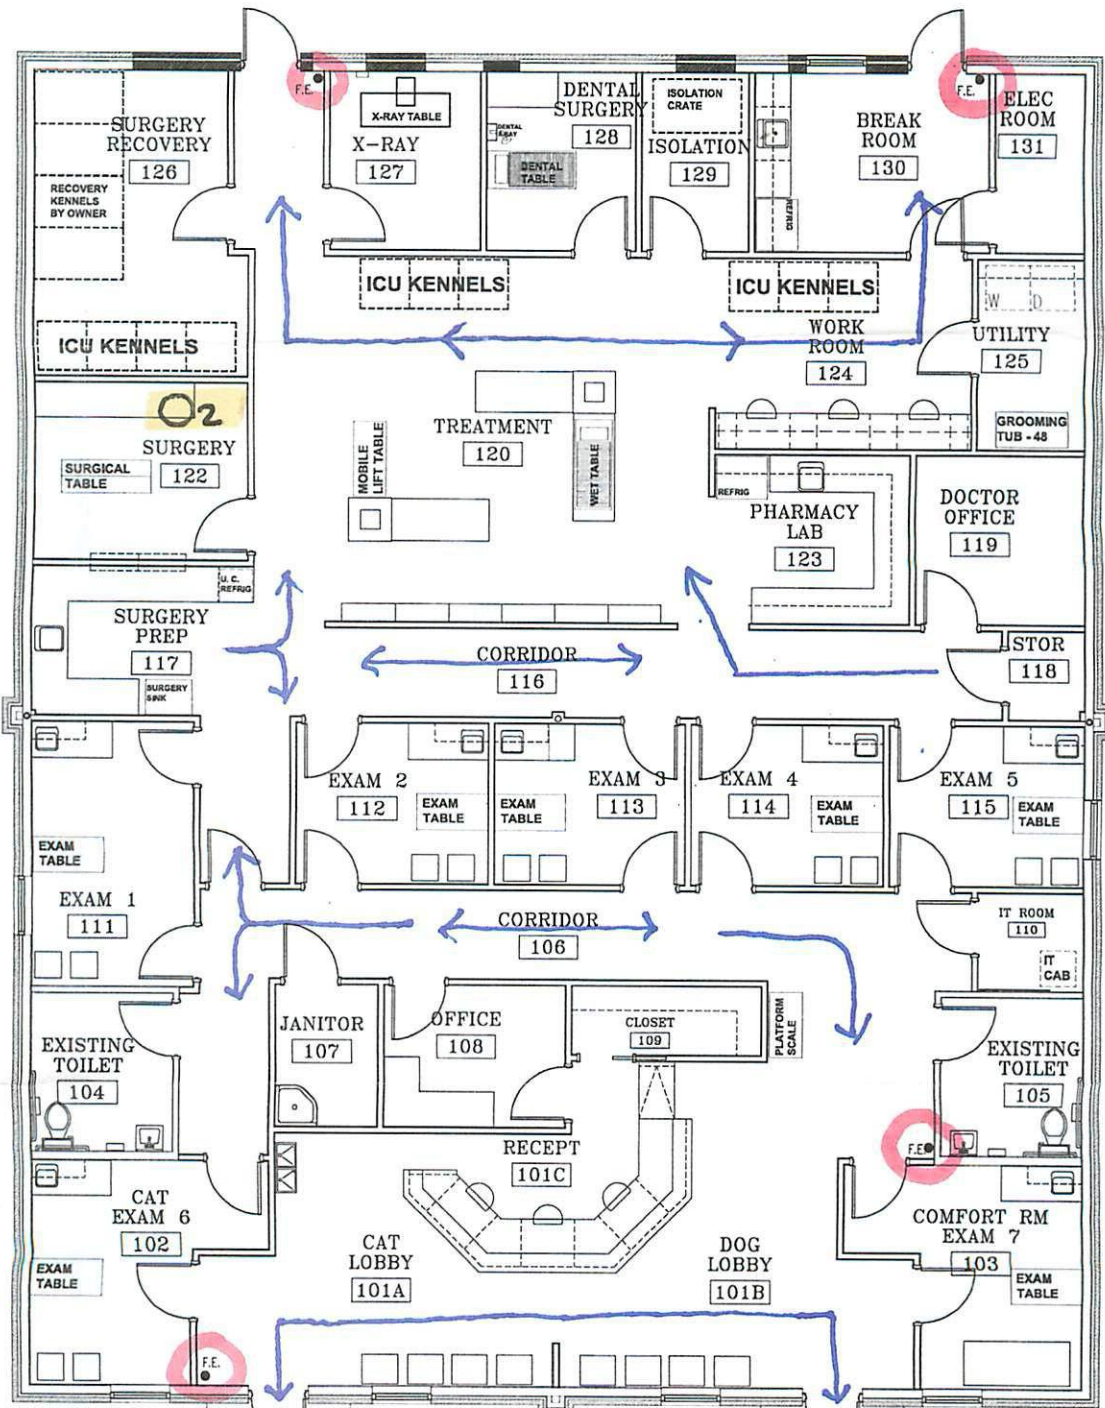 F.E.
F.E.
SURGERY
RECOVERY
126
RECOVERY
KENNELS
BY OWNER
ICU KENNELS
X-RAY TABLE
X-RAY
127
DENTAL
SURGERY
128
DENTAL
X-RAY
DENTAL
TABLE
ISOLATION
CRATE
ISOLATION
129
BREAK
ROOM
130
REFRIG
ELEC
ROOM
131
ICU KENNELS
ICU KENNELS
WORK
ROOM
124
W D
UTILITY
125
GROOMING
TUB - 48
O2
SURGERY
122
SURGICAL
TABLE
TREATMENT
120
MOBILE
LIFT TABLE
WET TABLE
REFRIG
PHARMACY
LAB
123
DOCTOR
OFFICE
119
U.C.
REFRIG
SURGERY
PREP
117
SURGERY
SINK
CORRIDOR
116
STOR
118
EXAM 2
112
EXAM
TABLE
EXAM 3
113
EXAM
TABLE
EXAM 4
114
EXAM
TABLE
EXAM 5
115
EXAM
TABLE
EXAM
TABLE
EXAM 1
111
CORRIDOR
106
IT ROOM
110
IT
CAB
JANITOR
107
OFFICE
108
CLOSET
109
PLATFORM
SCALE
EXISTING
TOILET
104
EXISTING
TOILET
105
F.E.
RECEPT
101C
CAT
EXAM 6
102
EXAM
TABLE
CAT
LOBBY
101A
DOG
LOBBY
101B
COMFORT RM
EXAM 7
103
EXAM
TABLE
F.E.